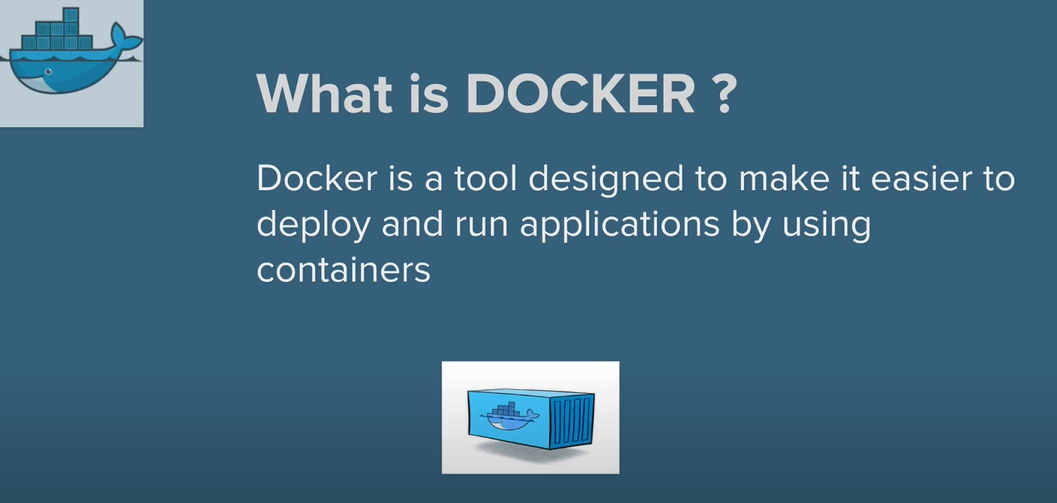 What is DOCKER ?
Docker is a tool designed to make it easier to
deploy and run applications by using
containers